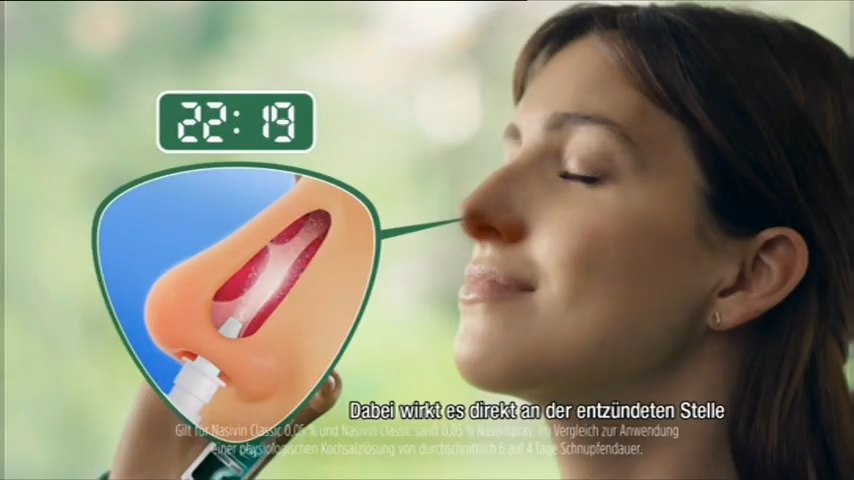 22:19
Dabei wirkt es direkt an der entzündeten Stelle
Gilt für Nasivin Classic 0,05 % und Nasivin Classic sanft 0,05 % Nasenspray im Vergleich zur Anwendung
einer physiologischen Kochsalzlösung von durchschnittlich 6 auf 4 Tage Schnupfendauer.